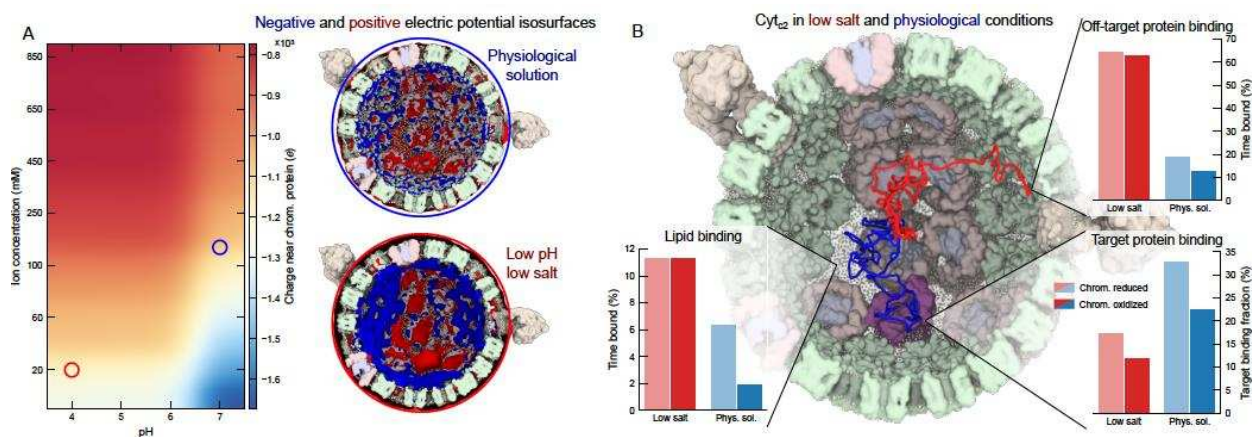 A
Negative and positive electric potential isosurfaces
Ion concentration (mM)
850
650
450
250
100
60
20
4
5
6
7
pH
×10³
−0.8
−0.9
−1.0
−1.1
−1.2
−1.3
−1.4
−1.5
−1.6
Charge near chrom. protein (e)
Physiological
solution
Low pH
low salt
B
Cytc2 in low salt and physiological conditions
Off-target protein binding
70
60
50
40
30
20
10
0
Time bound (%)
Low salt
Phys. sol.
Lipid binding
12
10
8
6
4
2
0
Time bound (%)
Low salt
Phys. sol.
Target protein binding
35
30
25
20
15
10
5
0
Target binding fraction (%)
Chrom. reduced
Chrom. oxidized
Low salt
Phys. sol.